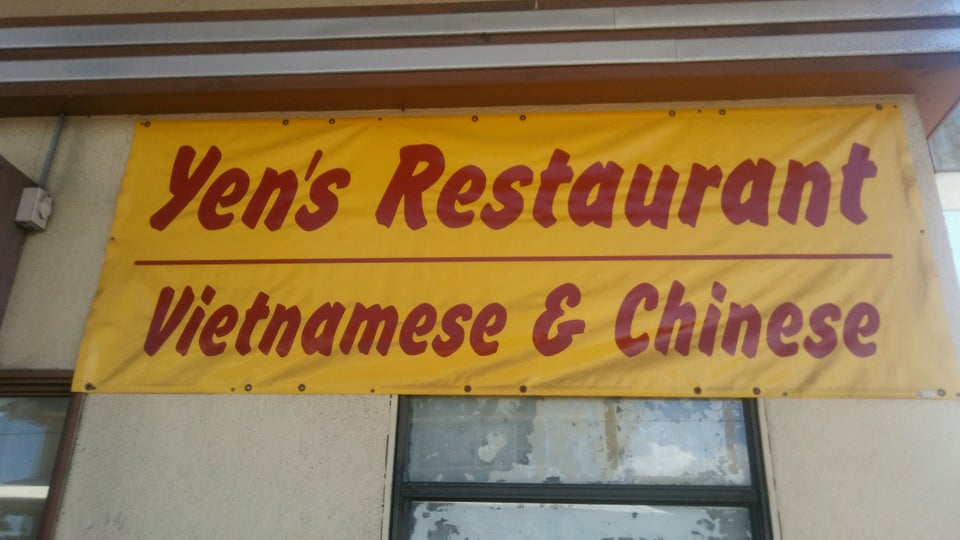 Yen's Restaurant
Vietnamese & Chinese